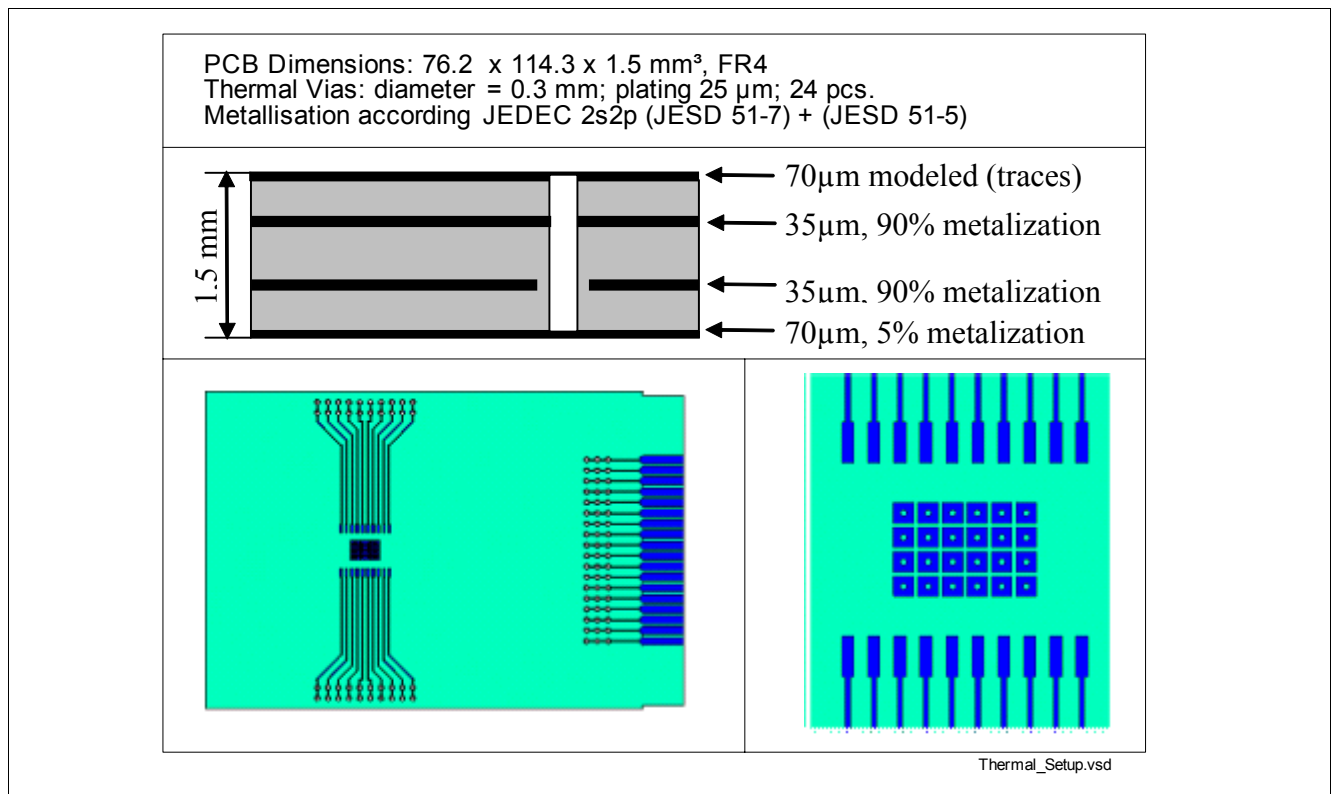 PCB Dimensions: 76.2 x 114.3 x 1.5 mm³, FR4
Thermal Vias: diameter = 0.3 mm; plating 25 µm; 24 pcs.
Metallisation according JEDEC 2s2p (JESD 51-7) + (JESD 51-5)
1.5 mm
70µm modeled (traces)
35µm, 90% metalization
35µm, 90% metalization
70µm, 5% metalization
Thermal_Setup.vsd